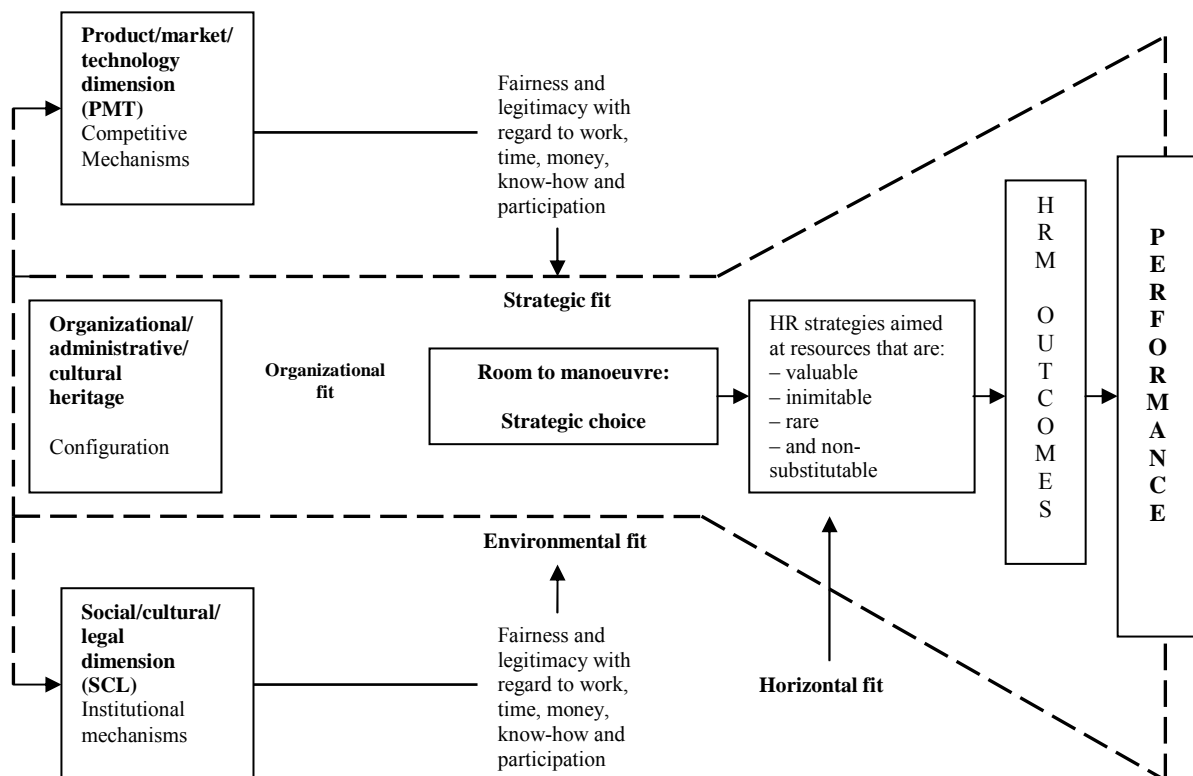 Product/market/
technology
dimension
(PMT)
Competitive
Mechanisms
Fairness and
legitimacy with
regard to work,
time, money,
know-how and
participation
Strategic fit
Organizational/
administrative/
cultural
heritage
Configuration
Organizational
fit
Room to manoeuvre:
Strategic choice
HR strategies aimed
at resources that are:
– valuable
– inimitable
– rare
– and non-
substitutable
HRM OUTCOMES
PERFORMANCE
Environmental fit
Social/cultural/
legal
dimension
(SCL)
Institutional
mechanisms
Fairness and
legitimacy with
regard to work,
time, money,
know-how and
participation
Horizontal fit